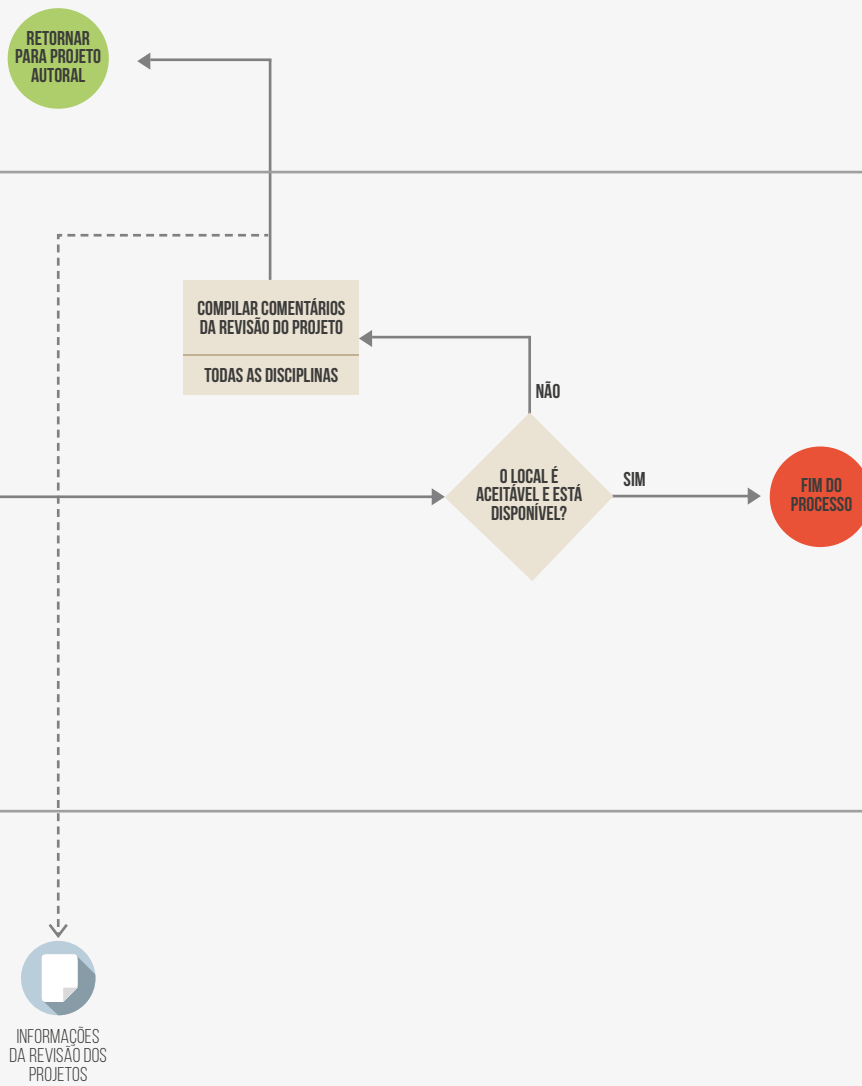 RETORNAR
PARA PROJETO
AUTORAL
COMPILAR COMENTÁRIOS
DA REVISÃO DO PROJETO
TODAS AS DISCIPLINAS
NÃO
O LOCAL É
ACEITÁVEL E ESTÁ
DISPONÍVEL?
SIM
FIM DO
PROCESSO
INFORMAÇÕES
DA REVISÃO DOS
PROJETOS